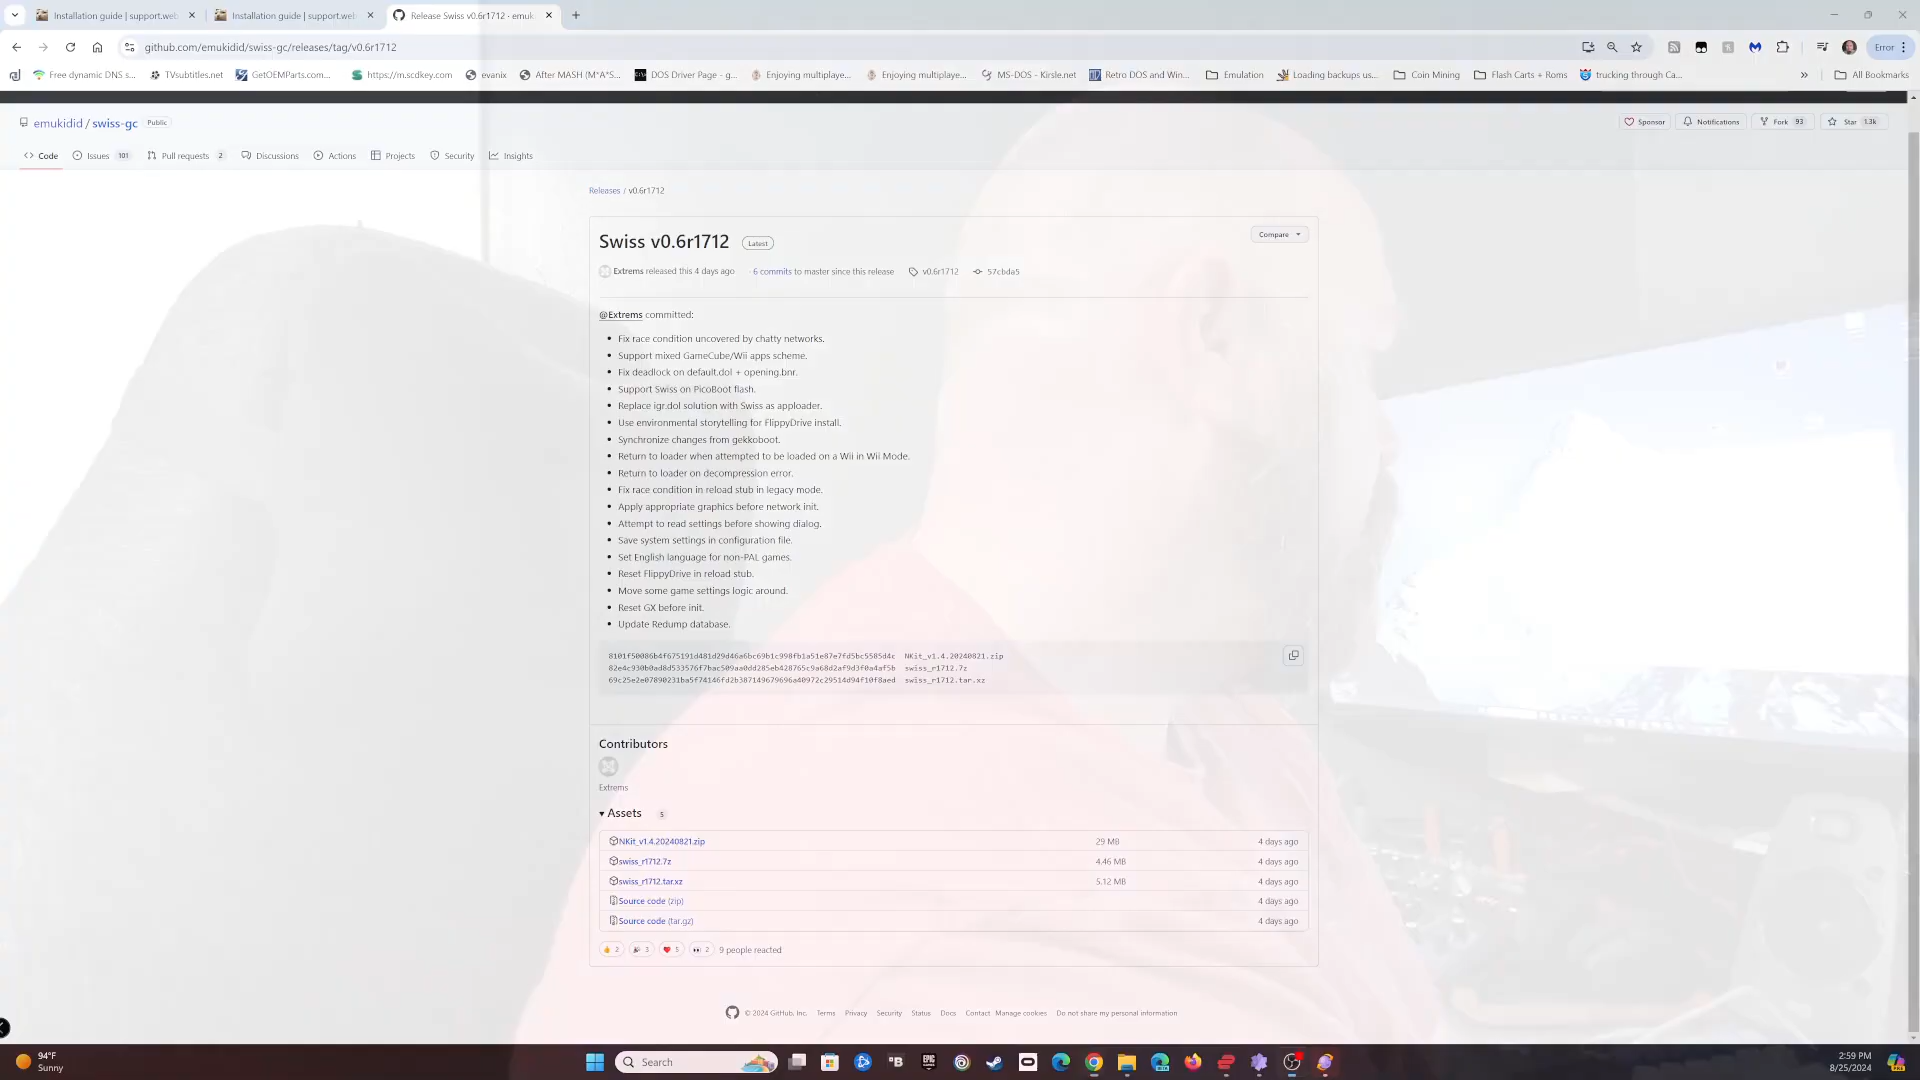 Installation guide | support.web
Installation guide | support.web
Release Swiss v0.6r1712 · emuk
github.com/emukidid/swiss-gc/releases/tag/v0.6r1712
Error
Free dynamic DNS s...
TVsubtitles.net
GetOEMParts.com...
https://m.scdkey.com
evanix
After MASH (M*A*S...
DOS Driver Page - g...
Enjoying multiplaye...
Enjoying multiplaye...
MS-DOS - Kirsle.net
Retro DOS and Win...
Emulation
Loading backups us...
Coin Mining
Flash Carts + Roms
trucking through Ca...
All Bookmarks
emukidid / swiss-gc Public
Sponsor
Notifications
Fork 93
Star 1.3k
Code
Issues 101
Pull requests 2
Discussions
Actions
Projects
Security
Insights
Releases / v0.6r1712
Swiss v0.6r1712 Latest
Compare
Extrems released this 4 days ago · 6 commits to master since this release v0.6r1712 57cbda5
@Extrems committed:
• Fix race condition uncovered by chatty networks.
• Support mixed GameCube/Wii apps scheme.
• Fix deadlock on default.dol + opening.bnr.
• Support Swiss on PicoBoot flash.
• Replace igr.dol solution with Swiss as apploader.
• Use environmental storytelling for FlippyDrive install.
• Synchronize changes from gekkoboot.
• Return to loader when attempted to be loaded on a Wii in Wii Mode.
• Return to loader on decompression error.
• Fix race condition in reload stub in legacy mode.
• Apply appropriate graphics before network init.
• Attempt to read settings before showing dialog.
• Save system settings in configuration file.
• Set English language for non-PAL games.
• Reset FlippyDrive in reload stub.
• Move some game settings logic around.
• Reset GX before init.
• Update Redump database.
NKit_v1.4.20240821.zip
swiss_r1712.7z
swiss_r1712.tar.xz
Contributors
Extrems
Assets 5
NKit_v1.4.20240821.zip 29 MB 4 days ago
swiss_r1712.7z 4.46 MB 4 days ago
swiss_r1712.tar.xz 5.12 MB 4 days ago
Source code (zip) 4 days ago
Source code (tar.gz) 4 days ago
2 3 5 2 9 people reacted
© 2024 GitHub, Inc. Terms Privacy Security Status Docs Contact Manage cookies Do not share my personal information
94°F
Sunny
Search
2:59 PM
8/25/2024